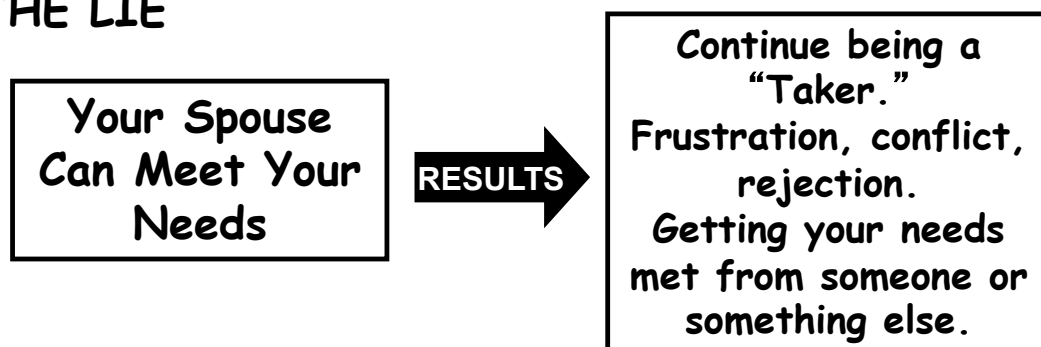 HE LIE
Your Spouse
Can Meet Your
Needs
RESULTS
Continue being a
“Taker.”
Frustration, conflict,
rejection.
Getting your needs
met from someone or
something else.